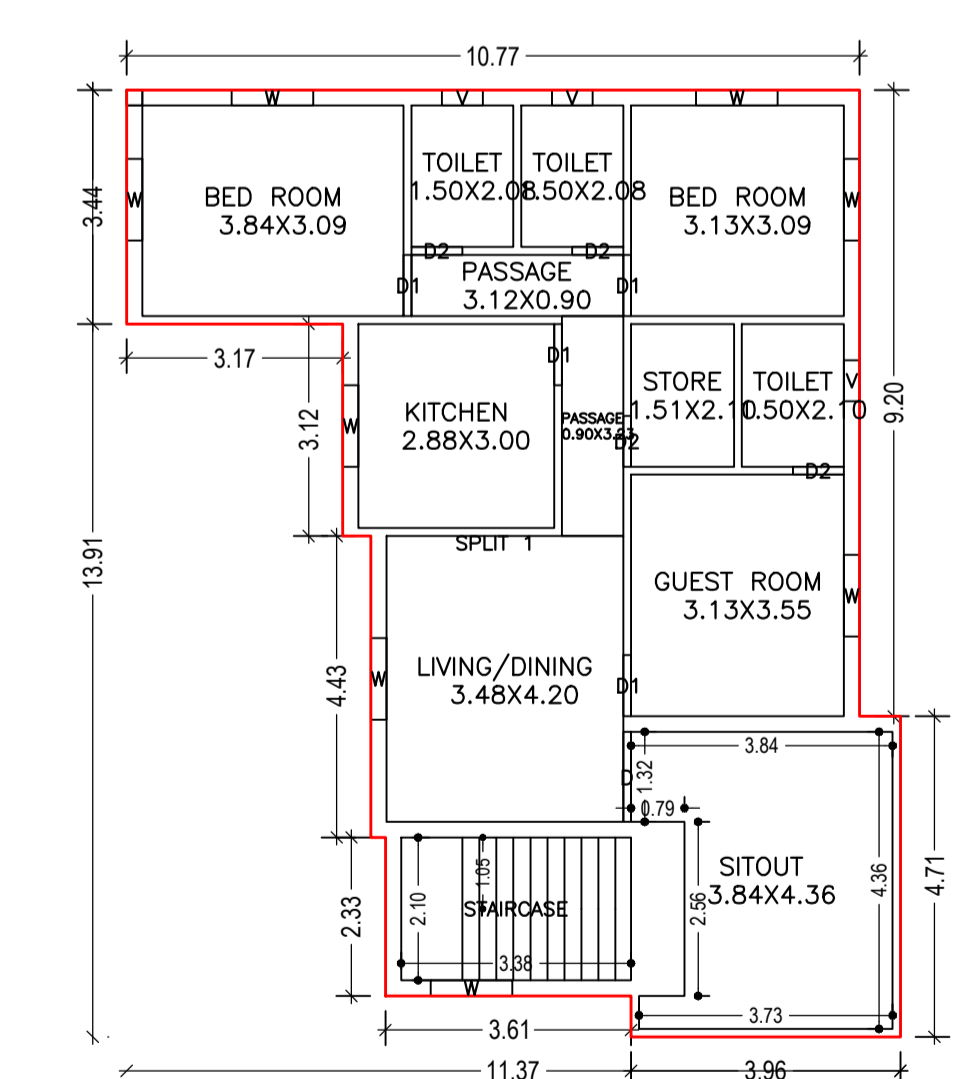 10.77
W
V
V
W
3.44
W
BED ROOM
3.84X3.09
TOILET
1.50X2.08
TOILET
1.50X2.08
BED ROOM
3.13X3.09
W
D2
D2
D1
PASSAGE
3.12X0.90
D1
3.17
3.12
W
KITCHEN
2.88X3.00
D1
PASSAGE
0.90X3.23
STORE
1.51X2.10
TOILET
1.50X2.10
V
9.20
D2
D2
SPLIT 1
13.91
4.43
W
LIVING/DINING
3.48X4.20
GUEST ROOM
3.13X3.55
W
D1
D
1.32
3.84
0.79
2.33
2.10
1.05
STAIRCASE
3.38
W
2.56
SITOUT
3.84X4.36
4.36
4.71
3.73
3.61
11.37
3.96